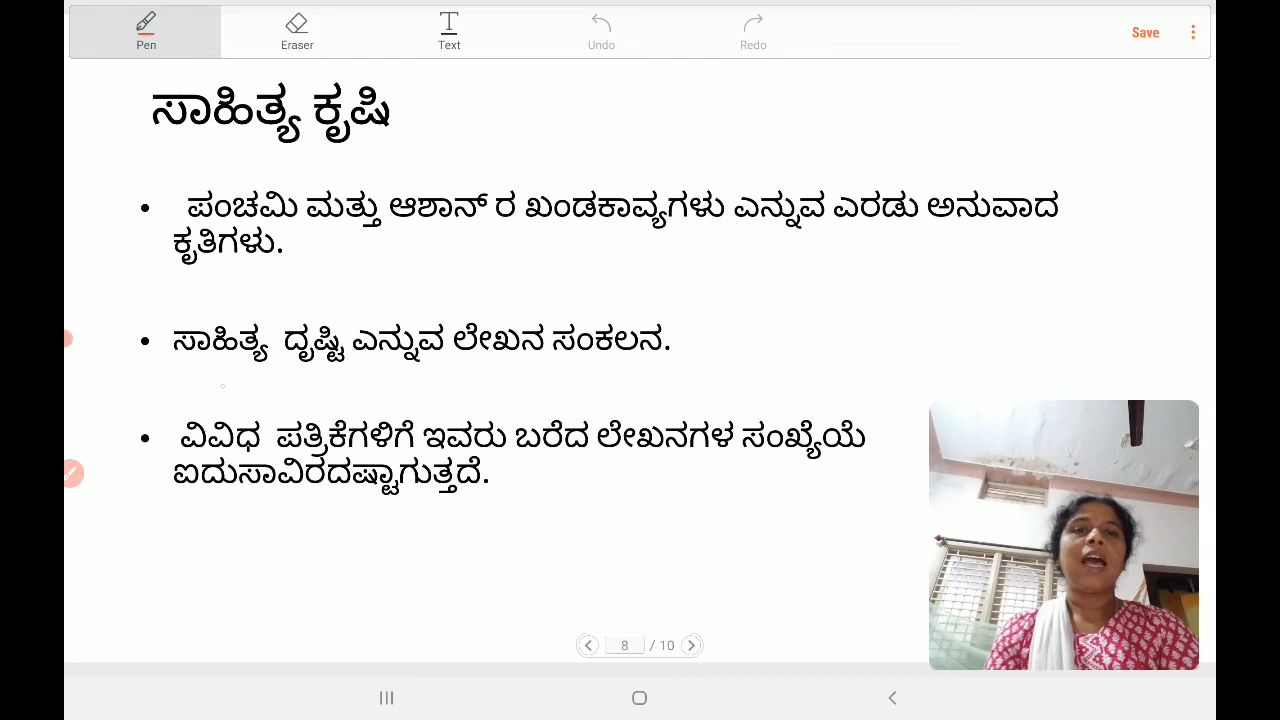 Pen Eraser Text Undo Redo Save
ಸಾಹಿತ್ಯ ಕೃಷಿ
• ಪಂಚಮಿ ಮತ್ತು ಆಶಾನ್ ರ ಖಂಡಕಾವ್ಯಗಳು ಎನ್ನುವ ಎರಡು ಅನುವಾದ
ಕೃತಿಗಳು.
• ಸಾಹಿತ್ಯ ದೃಷ್ಟಿ ಎನ್ನುವ ಲೇಖನ ಸಂಕಲನ.
• ವಿವಿಧ ಪತ್ರಿಕೆಗಳಿಗೆ ಇವರು ಬರೆದ ಲೇಖನಗಳ ಸಂಖ್ಯೆಯೆ
ಐದುಸಾವಿರದಷ್ಟಾಗುತ್ತದೆ.
8 / 10